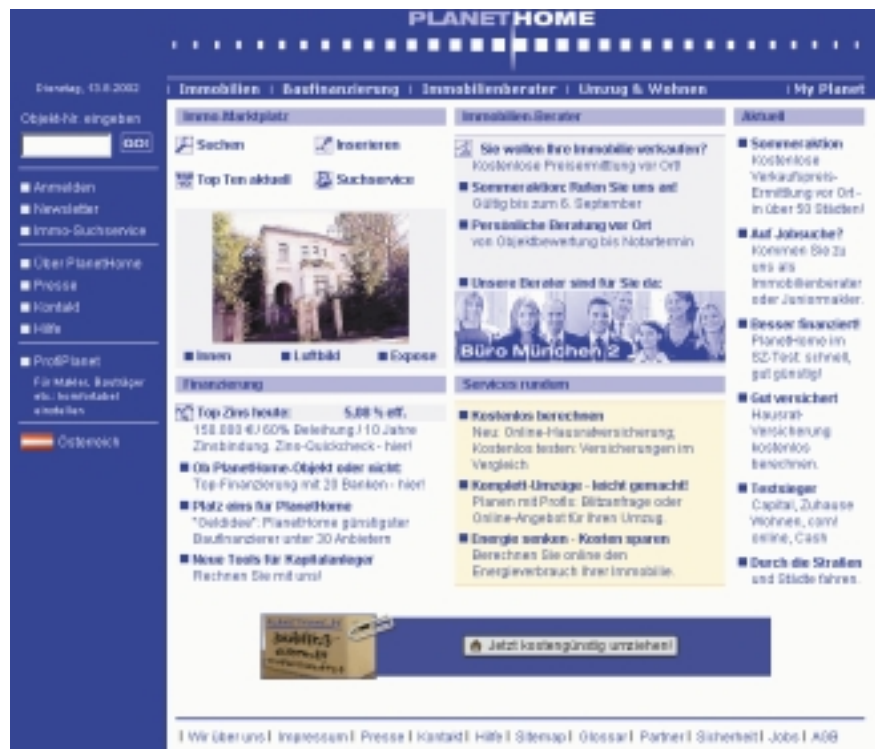 PLANETHOME
Dienstag, 13.8.2002
Immobilien | Baufinanzierung | Immobilienberater | Umzug & Wohnen | My Planet
Objekt-Nr. eingeben
GO!
Anmelden
Newsletter
Immo-Suchservice
Über PlanetHome
Presse
Kontakt
Hilfe
ProfiPlanet
Für Makler, Bauträger
etc.: komfortabel
einstellen
Österreich
Immo-Marktplatz
Suchen
Inserieren
Top Ten aktuell
Suchservice
Innen
Luftbild
Expose
Finanzierung
Top Zins heute: 5,08 % eff.
150.000 €/ 60% Beleihung / 10 Jahre
Zinsbindung. Zins-Quickcheck - hier!
Ob PlanetHome-Objekt oder nicht:
Top-Finanzierung mit 20 Banken - hier!
Platz eins für PlanetHome
"Geldidee": PlanetHome günstigster
Baufinanzierer unter 30 Anbietern
Neue Tools für Kapitalanleger
Rechnen Sie mit uns!
Immobilien-Berater
Sie wollen Ihre Immobilie verkaufen?
Kostenlose Preisermittlung vor Ort!
Sommeraktion: Rufen Sie uns an!
Gültig bis zum 6. September
Persönliche Beratung vor Ort
von Objektbewertung bis Notartermin
Unsere Berater sind für Sie da:
Büro München 2
Services rundum
Kostenlos berechnen
Neu: Online-Hausratversicherung;
Kostenlos testen: Versicherungen im
Vergleich
Komplett-Umzüge - leicht gemacht!
Planen mit Profis: Blitzanfrage oder
Online-Angebot für Ihren Umzug.
Energie senken - Kosten sparen
Berechnen Sie online den
Energieverbrauch Ihrer Immobilie.
Aktuell
Sommeraktion
Kostenlose
Verkaufspreis-
Ermittlung vor Ort -
in über 50 Städten!
Auf Jobsuche?
Kommen Sie zu
uns als
Immobilienberater
oder Juniormakler.
Besser finanziert!
PlanetHome im
SZ-Test: schnell,
gut, günstig!
Gut versichert
Hausrat-
Versicherung
kostenlos
berechnen.
Testsieger
Capital, Zuhause
Wohnen, com!
online, Cash
Durch die Straßen
und Städte fahren.
Jetzt kostengünstig umziehen!
| Wir über uns | Impressum | Presse | Kontakt | Hilfe | Sitemap | Glossar | Partner | Sicherheit | Jobs | AGB